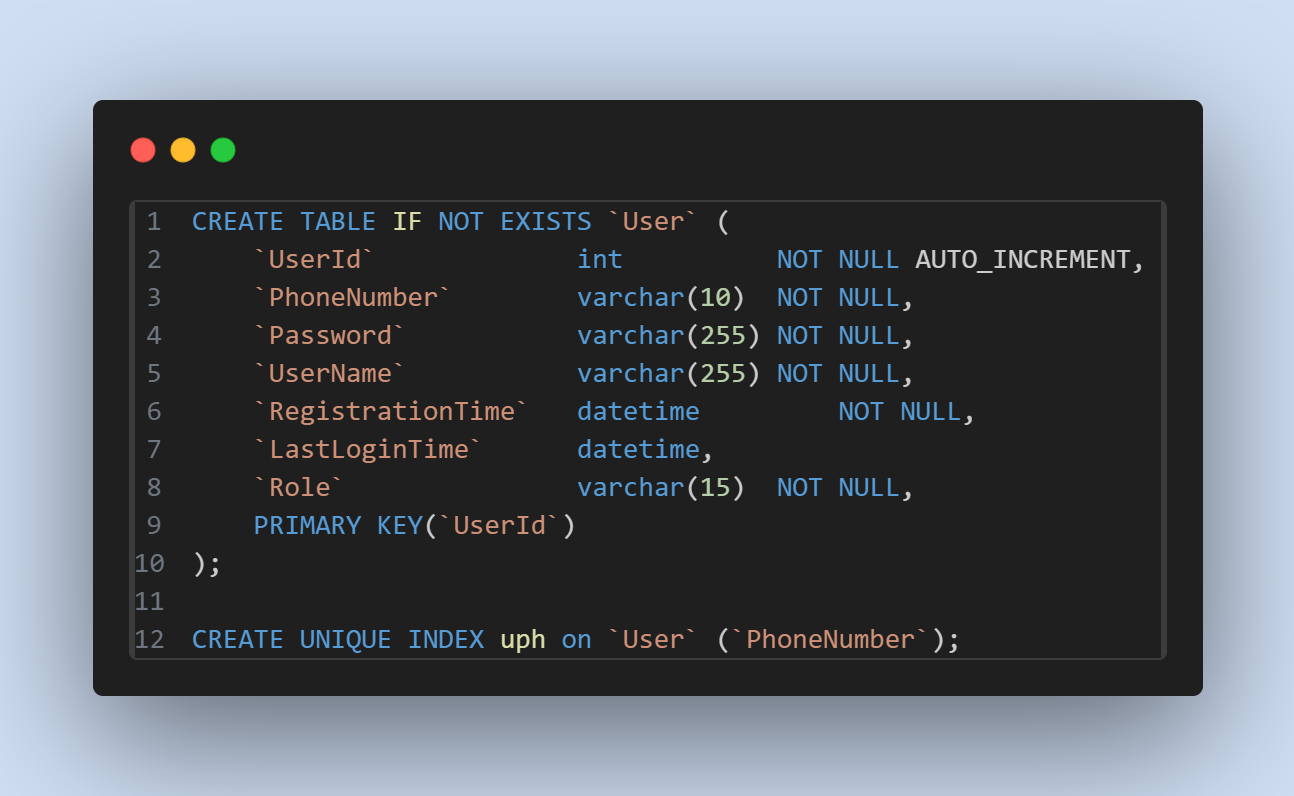 1 CREATE TABLE IF NOT EXISTS `User` (
2     `UserId`             int          NOT NULL AUTO_INCREMENT,
3     `PhoneNumber`        varchar(10)  NOT NULL,
4     `Password`           varchar(255) NOT NULL,
5     `UserName`           varchar(255) NOT NULL,
6     `RegistrationTime`   datetime         NOT NULL,
7     `LastLoginTime`      datetime,
8     `Role`               varchar(15)  NOT NULL,
9     PRIMARY KEY(`UserId`)
10 );
11
12 CREATE UNIQUE INDEX uph on `User` (`PhoneNumber`);